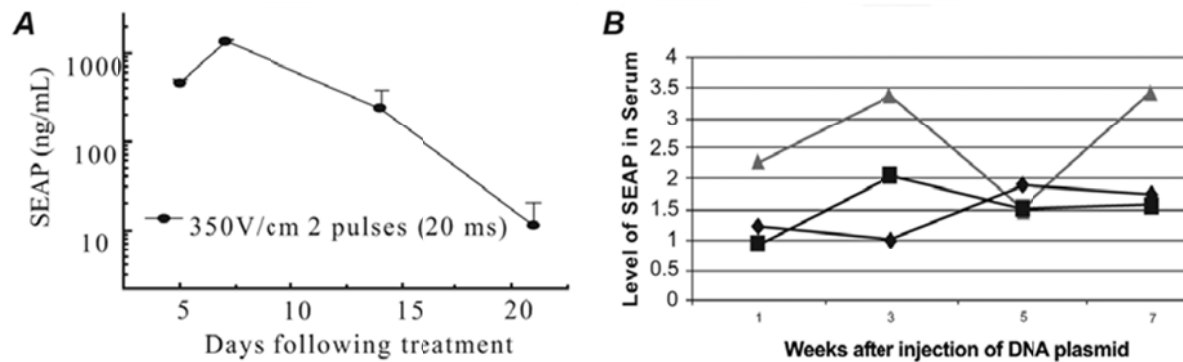 A
SEAP (ng/mL)
1000
100
10
350V/cm 2 pulses (20 ms)
5 10 15 20
Days following treatment
B
Level of SEAP in Serum
4
3.5
3
2.5
2
1.5
1
0.5
0
1 3 5 7
Weeks after injection of DNA plasmid